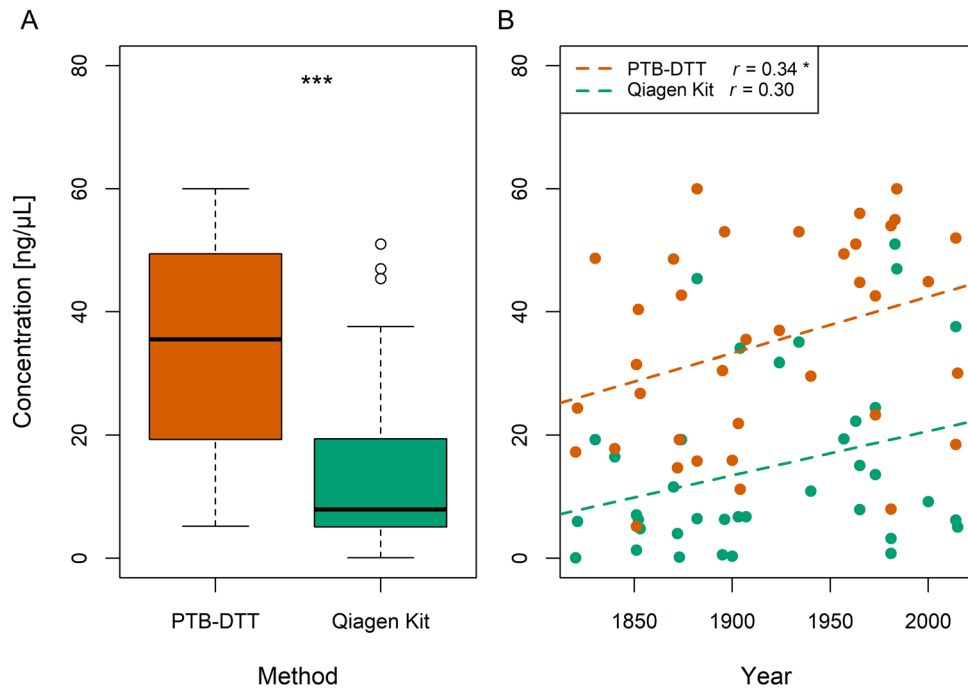 A
***
Concentration [ng/µL]
80
60
40
20
0
PTB-DTT
Qiagen Kit
Method
B
PTB-DTT r = 0.34 *
Qiagen Kit r = 0.30
80
60
40
20
0
1850
1900
1950
2000
Year